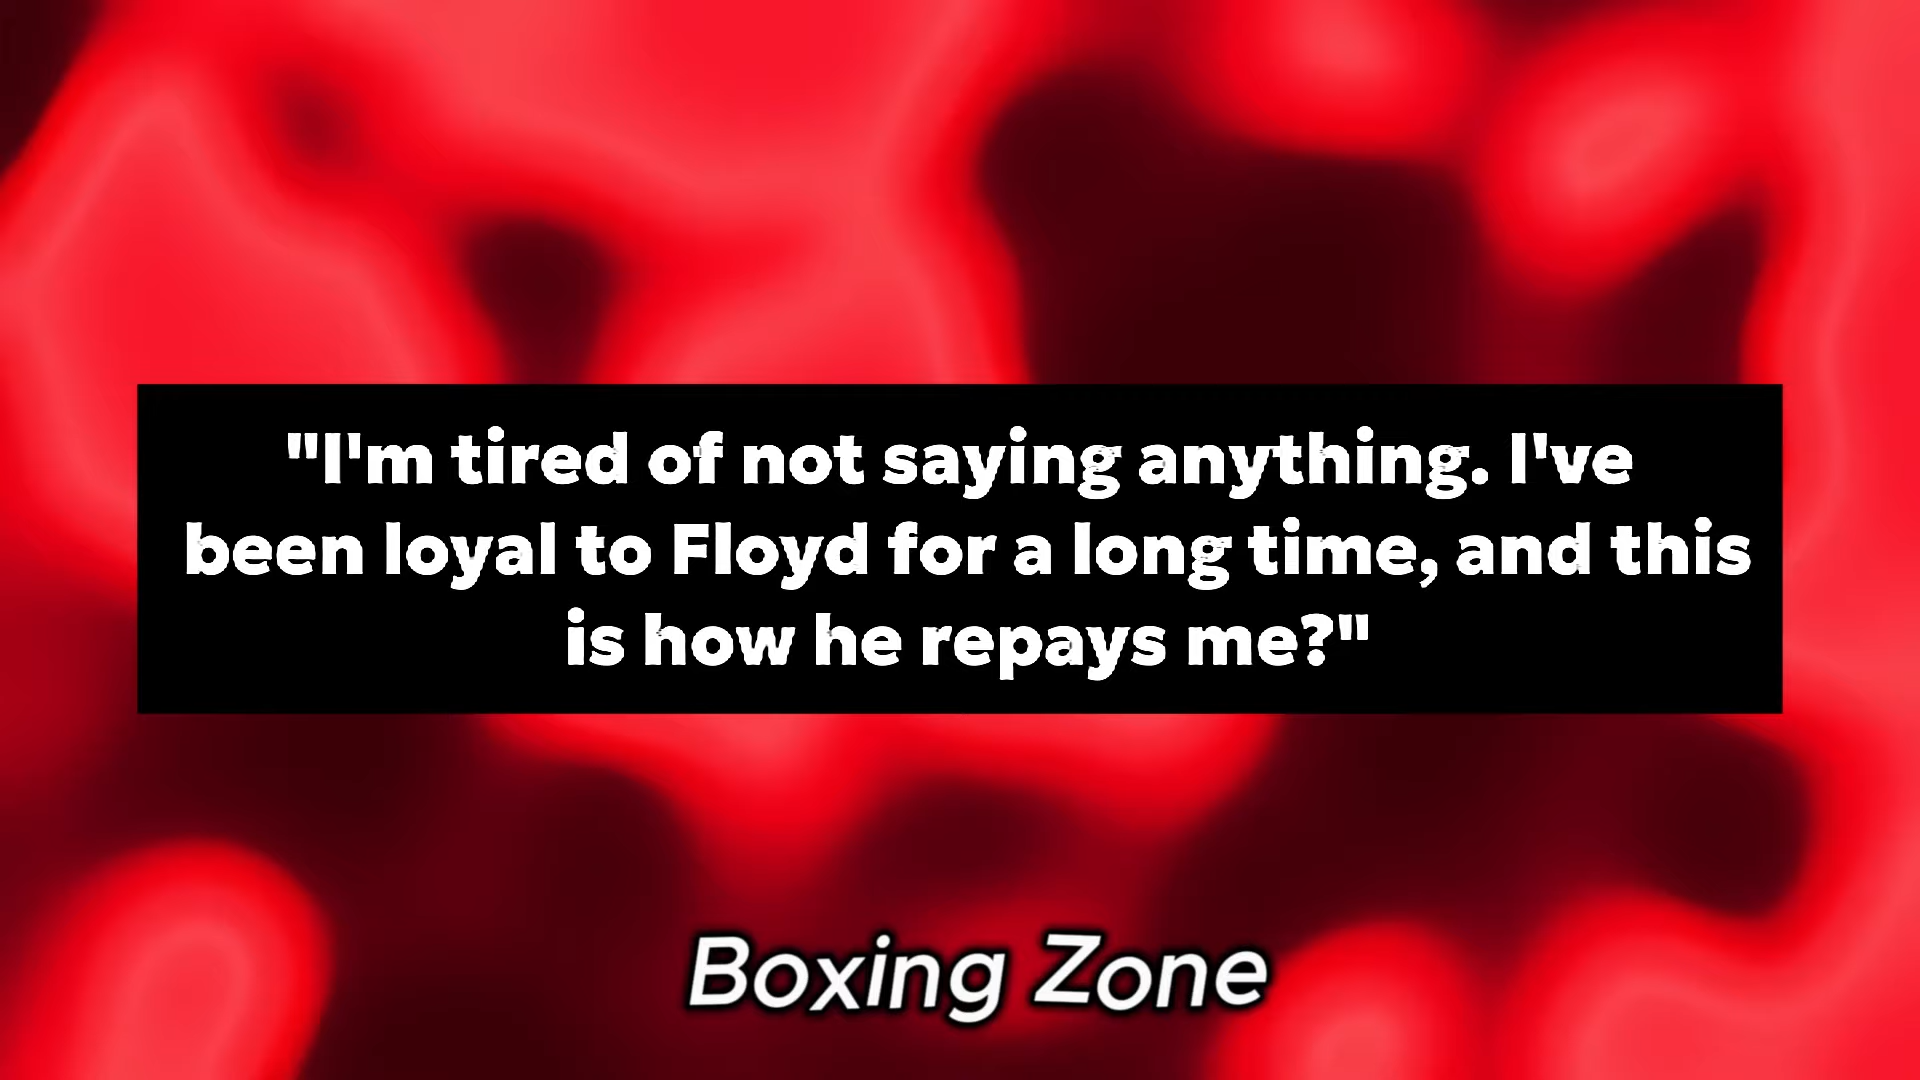 "I'm tired of not saying anything. I've
been loyal to Floyd for a long time, and this
is how he repays me?"
Boxing Zone